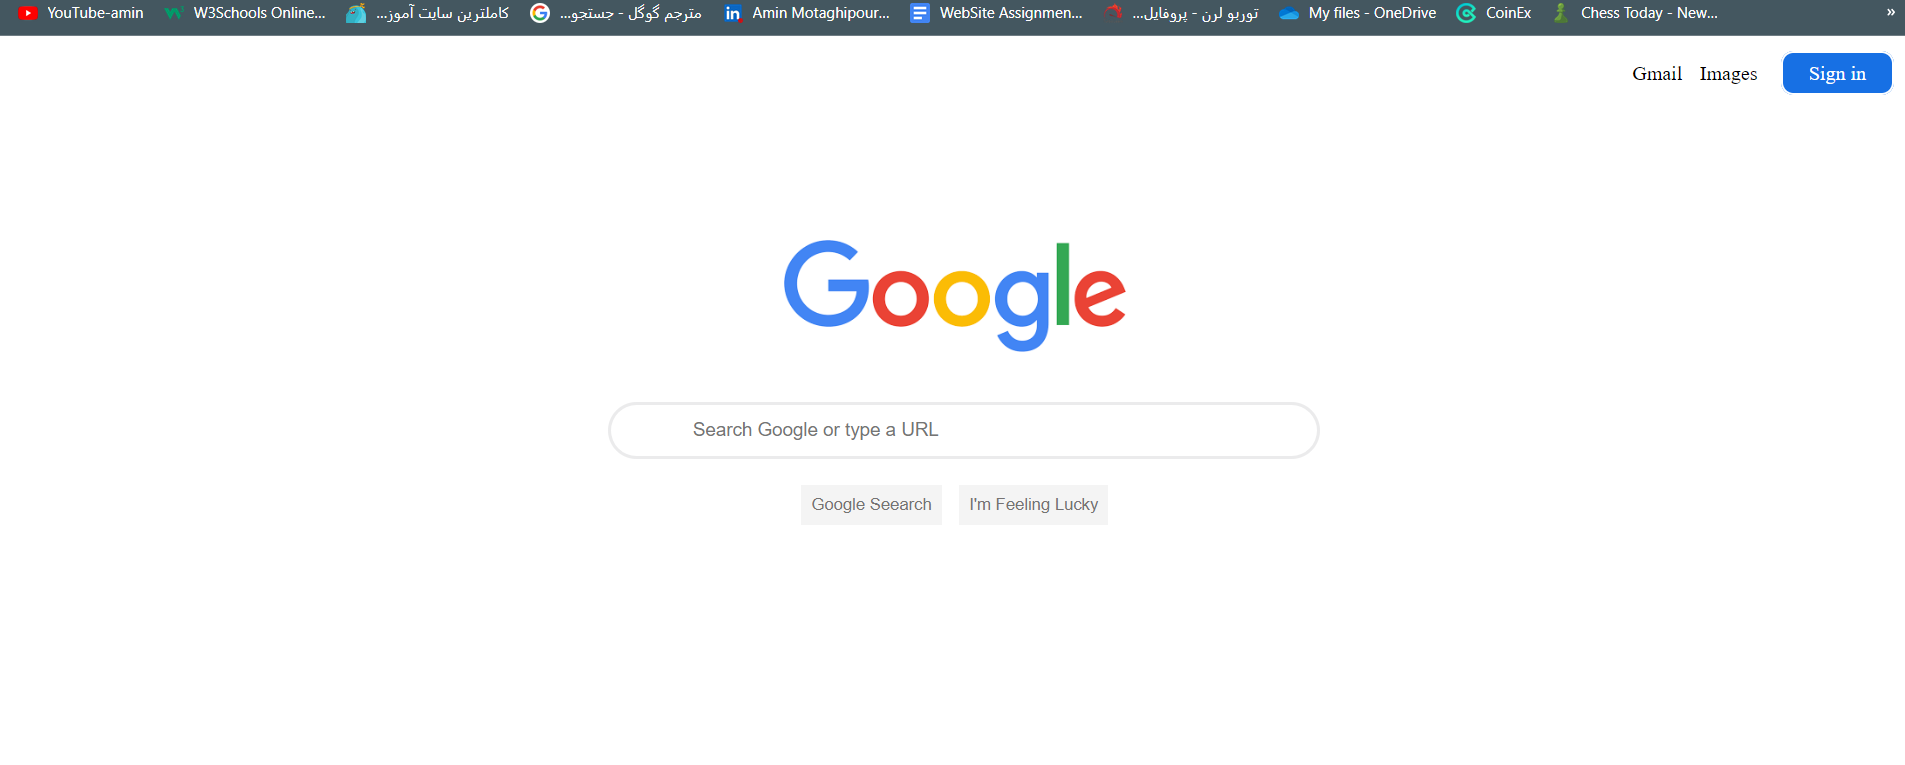 YouTube-amin W3Schools Online... کاملترین سایت آموز... مترجم گوگل - جستجو... Amin Motaghipour... WebSite Assignmen... توربو لرن - پروفایل... My files - OneDrive CoinEx Chess Today - New... »
Gmail Images Sign in
Google
Search Google or type a URL
Google Seearch I'm Feeling Lucky